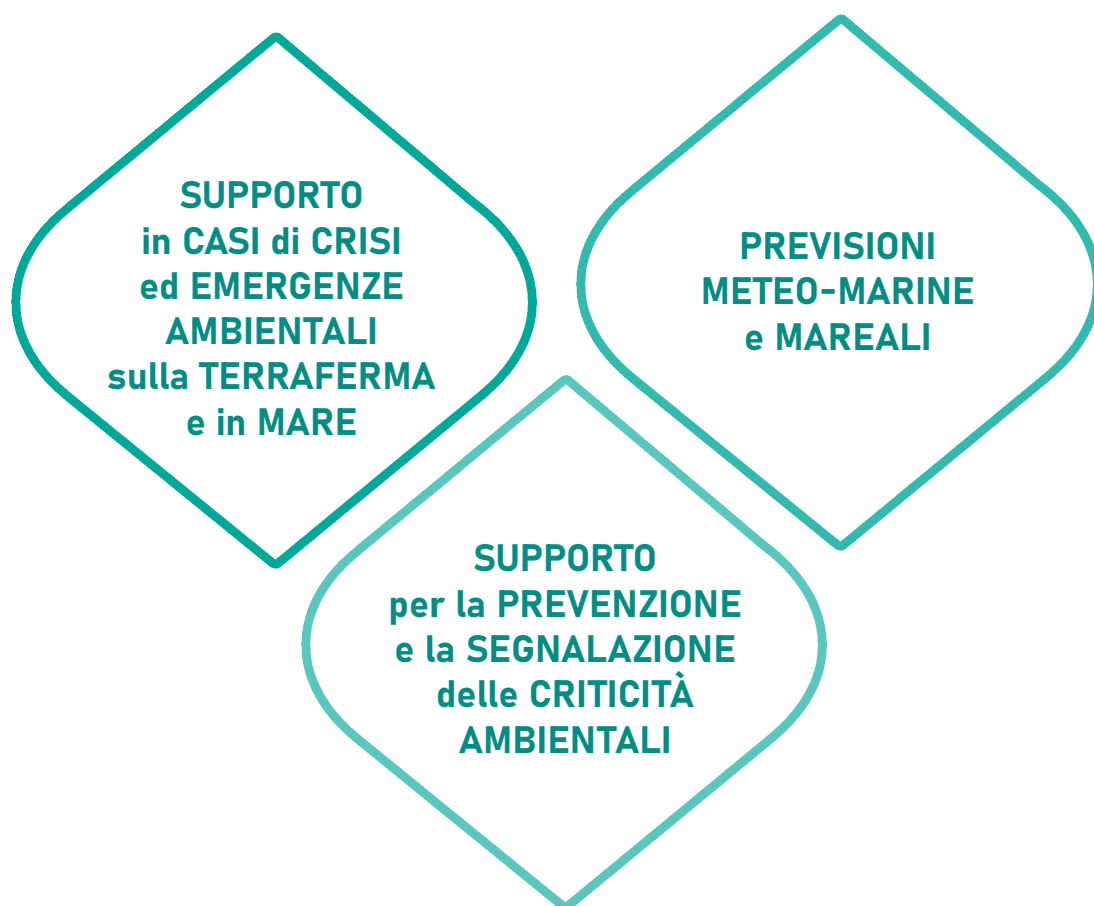 SUPPORTO
in CASI di CRISI
ed EMERGENZE
AMBIENTALI
sulla TERRAFERMA
e in MARE
PREVISIONI
METEO-MARINE
e MAREALI
SUPPORTO
per la PREVENZIONE
e la SEGNALAZIONE
delle CRITICITÀ
AMBIENTALI